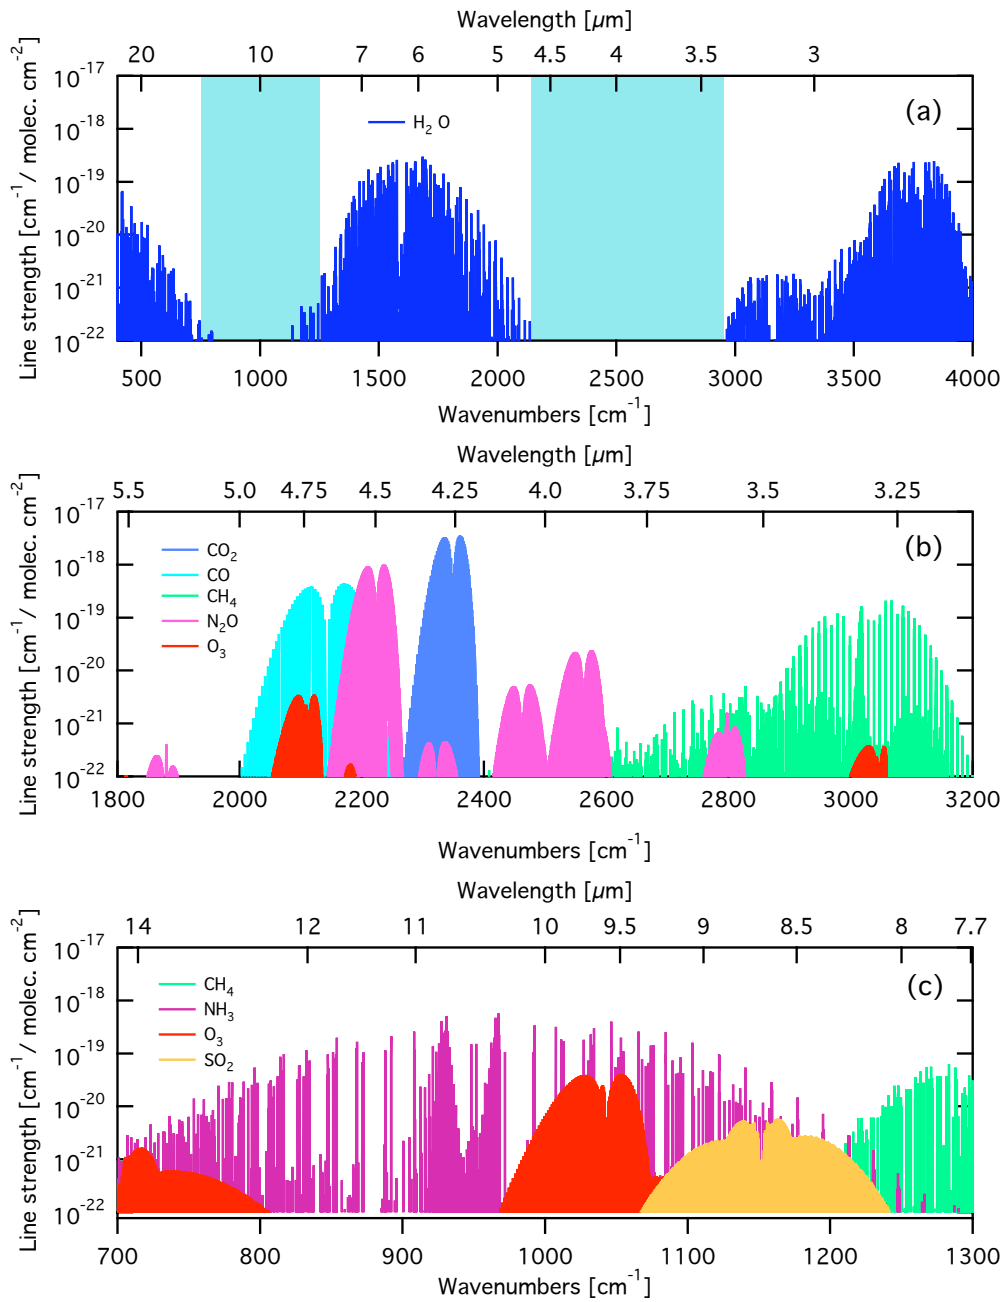 Wavelength [µm]
20 10 7 6 5 4.5 4 3.5 3
10⁻¹⁷
10⁻¹⁸
10⁻¹⁹
10⁻²⁰
10⁻²¹
10⁻²²
Line strength [cm⁻¹/ molec. cm⁻²]
H₂ O
(a)
500 1000 1500 2000 2500 3000 3500 4000
Wavenumbers [cm⁻¹]
Wavelength [µm]
5.5 5.0 4.75 4.5 4.25 4.0 3.75 3.5 3.25
10⁻¹⁷
10⁻¹⁸
10⁻¹⁹
10⁻²⁰
10⁻²¹
10⁻²²
Line strength [cm⁻¹/ molec. cm⁻²]
CO₂
CO
CH₄
N₂O
O₃
(b)
1800 2000 2200 2400 2600 2800 3000 3200
Wavenumbers [cm⁻¹]
Wavelength [µm]
14 12 11 10 9.5 9 8.5 8 7.7
10⁻¹⁷
10⁻¹⁸
10⁻¹⁹
10⁻²⁰
10⁻²¹
10⁻²²
Line strength [cm⁻¹/ molec. cm⁻²]
CH₄
NH₃
O₃
SO₂
(c)
700 800 900 1000 1100 1200 1300
Wavenumbers [cm⁻¹]